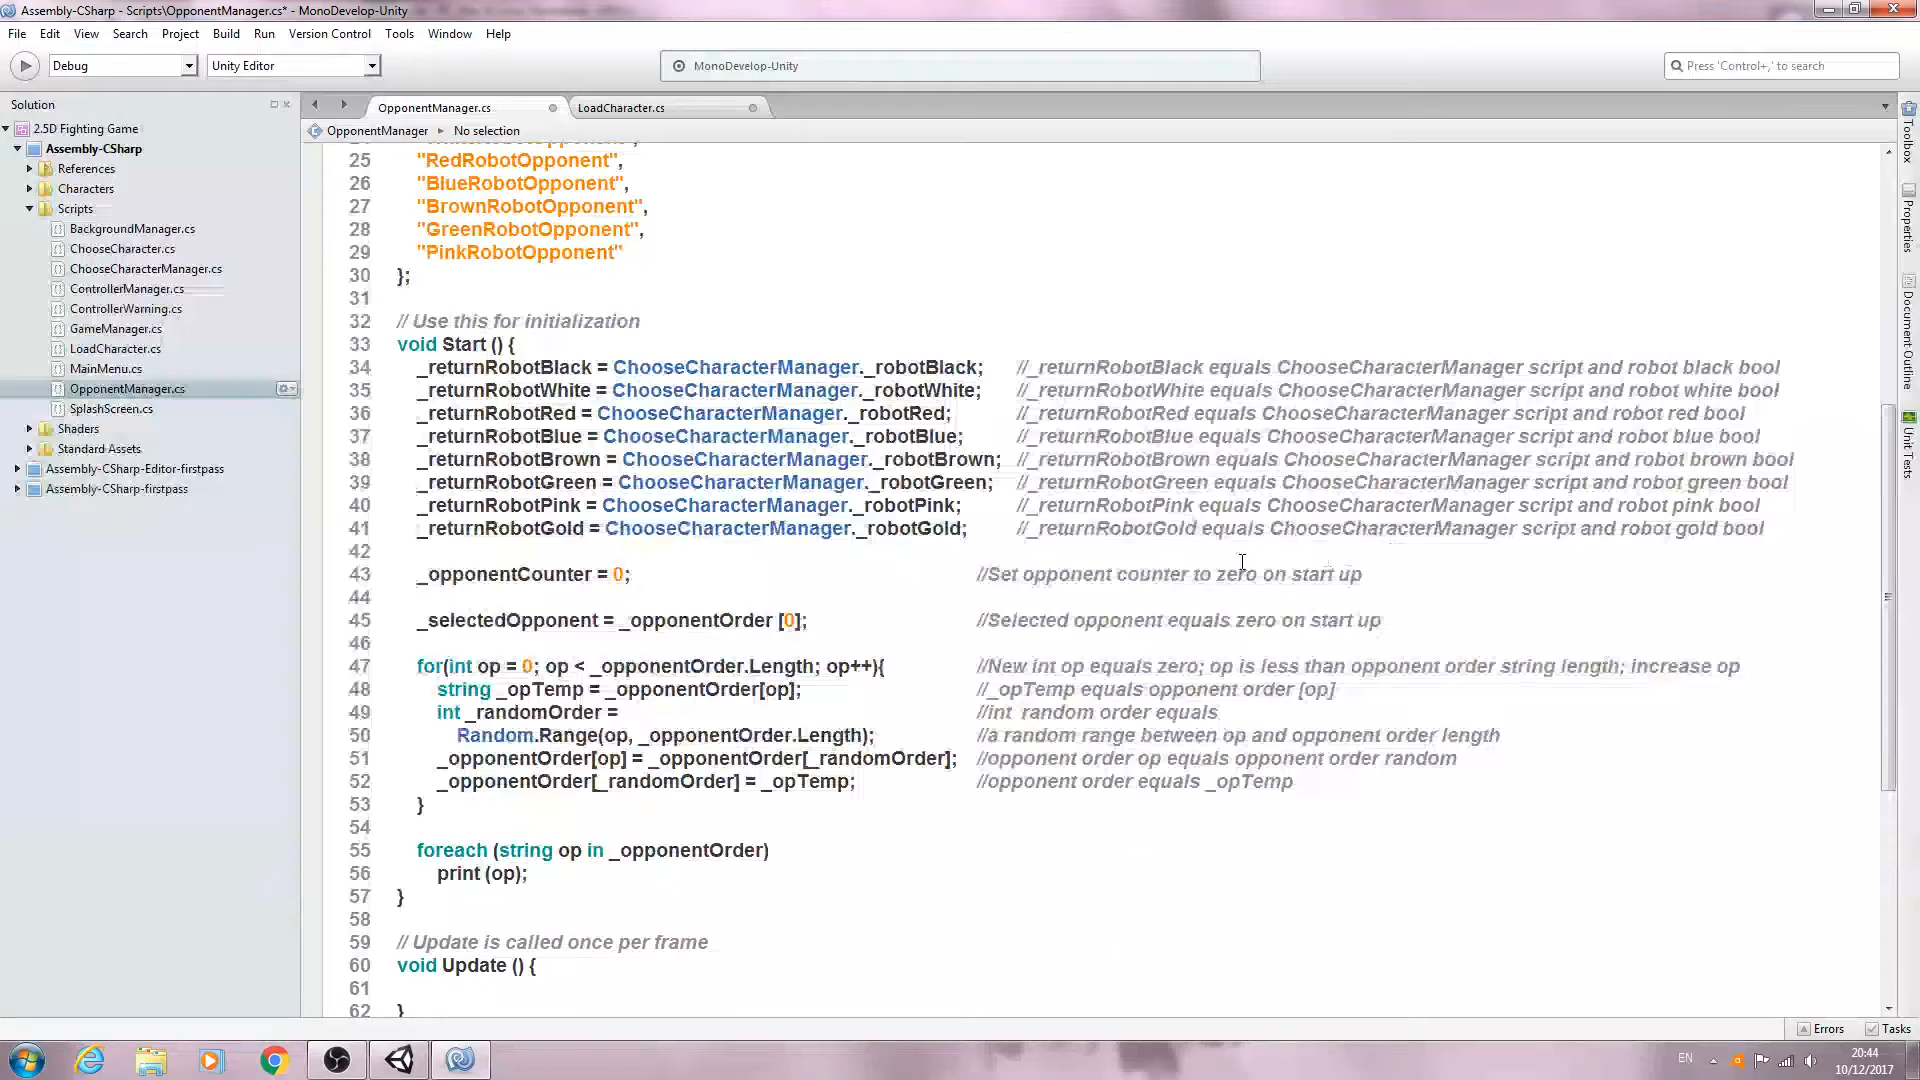 Assembly-CSharp - Scripts\OpponentManager.cs* - MonoDevelop-Unity
File Edit View Search Project Build Run Version Control Tools Window Help
Debug
Unity Editor
MonoDevelop-Unity
Press 'Control+,' to search
Solution
2.5D Fighting Game
Assembly-CSharp
References
Characters
Scripts
BackgroundManager.cs
ChooseCharacter.cs
ChooseCharacterManager.cs
ControllerManager.cs
ControllerWarning.cs
GameManager.cs
LoadCharacter.cs
MainMenu.cs
OpponentManager.cs
SplashScreen.cs
Shaders
Standard Assets
Assembly-CSharp-Editor-firstpass
Assembly-CSharp-firstpass
OpponentManager.cs
LoadCharacter.cs
OpponentManager ▸ No selection
25 "RedRobotOpponent",
26 "BlueRobotOpponent",
27 "BrownRobotOpponent",
28 "GreenRobotOpponent",
29 "PinkRobotOpponent"
30 };
31
32 // Use this for initialization
33 void Start () {
34 _returnRobotBlack = ChooseCharacterManager._robotBlack; //_returnRobotBlack equals ChooseCharacterManager script and robot black bool
35 _returnRobotWhite = ChooseCharacterManager._robotWhite; //_returnRobotWhite equals ChooseCharacterManager script and robot white bool
36 _returnRobotRed = ChooseCharacterManager._robotRed; //_returnRobotRed equals ChooseCharacterManager script and robot red bool
37 _returnRobotBlue = ChooseCharacterManager._robotBlue; //_returnRobotBlue equals ChooseCharacterManager script and robot blue bool
38 _returnRobotBrown = ChooseCharacterManager._robotBrown; //_returnRobotBrown equals ChooseCharacterManager script and robot brown bool
39 _returnRobotGreen = ChooseCharacterManager._robotGreen; //_returnRobotGreen equals ChooseCharacterManager script and robot green bool
40 _returnRobotPink = ChooseCharacterManager._robotPink; //_returnRobotPink equals ChooseCharacterManager script and robot pink bool
41 _returnRobotGold = ChooseCharacterManager._robotGold; //_returnRobotGold equals ChooseCharacterManager script and robot gold bool
42
43 _opponentCounter = 0; //Set opponent counter to zero on start up
44
45 _selectedOpponent = _opponentOrder [0]; //Selected opponent equals zero on start up
46
47 for(int op = 0; op < _opponentOrder.Length; op++){ //New int op equals zero; op is less than opponent order string length; increase op
48 string _opTemp = _opponentOrder[op]; //_opTemp equals opponent order [op]
49 int _randomOrder = //int random order equals
50 Random.Range(op, _opponentOrder.Length); //a random range between op and opponent order length
51 _opponentOrder[op] = _opponentOrder[_randomOrder]; //opponent order op equals opponent order random
52 _opponentOrder[_randomOrder] = _opTemp; //opponent order equals _opTemp
53 }
54
55 foreach (string op in _opponentOrder)
56 print (op);
57 }
58
59 // Update is called once per frame
60 void Update () {
61
62 }
Toolbox
Properties
Document Outline
Unit Tests
Errors
Tasks
EN
20:44
10/12/2017